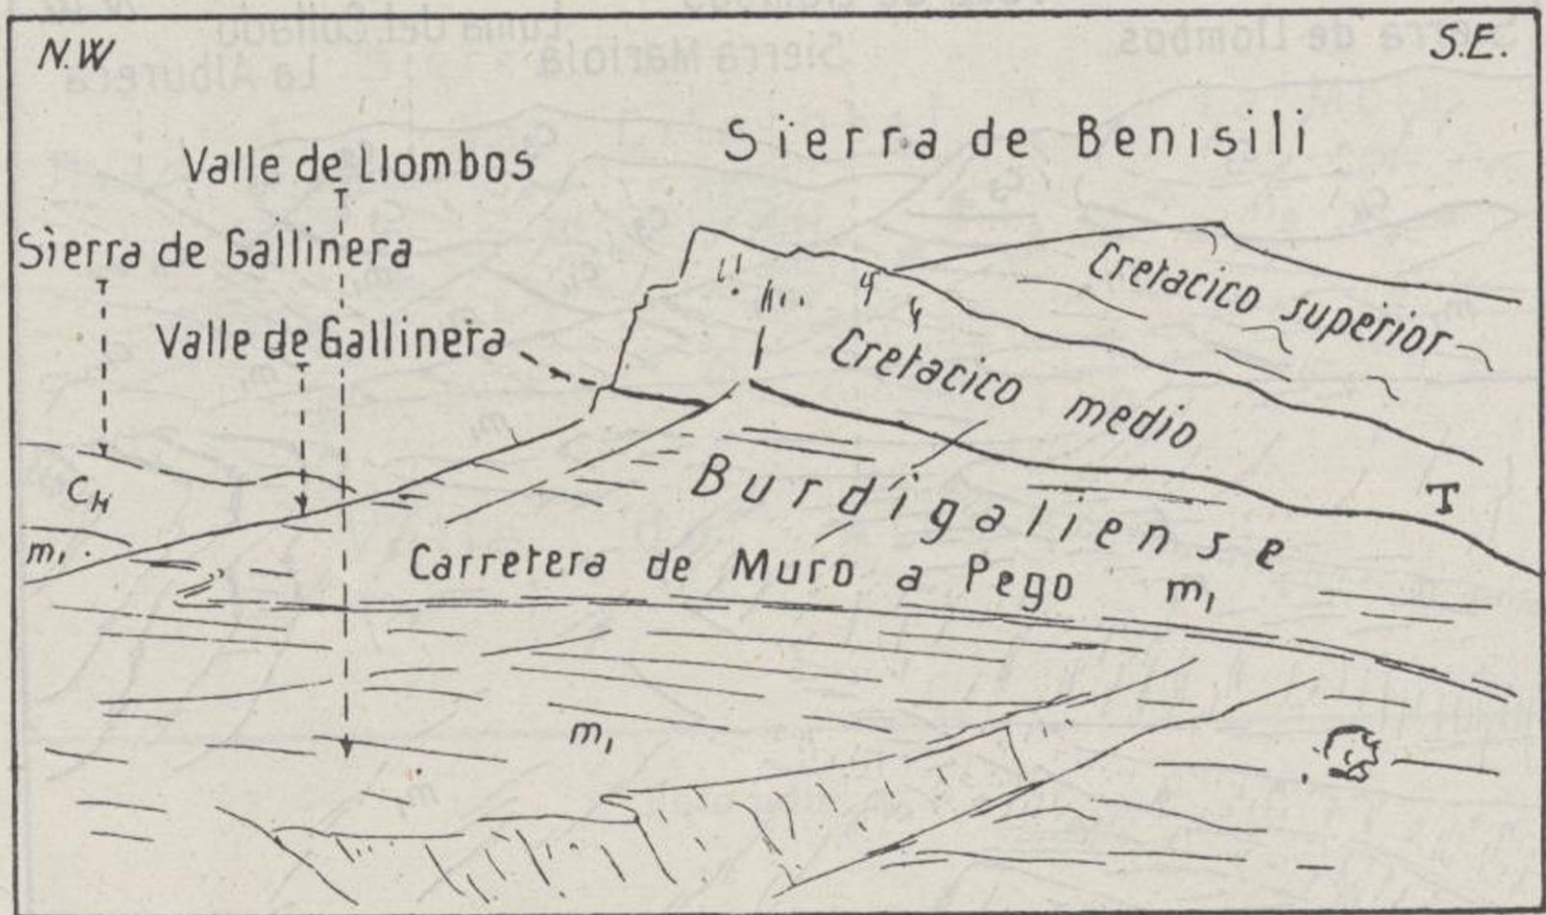 N.W
S.E.
Sierra de Benisili
Valle de Llombos
Sierra de Gallinera
Valle de Gallinera
Cretacico superior
Cretacico medio
Burdigaliense
T
CH
m1
Carretera de Muro a Pego
m1
m1